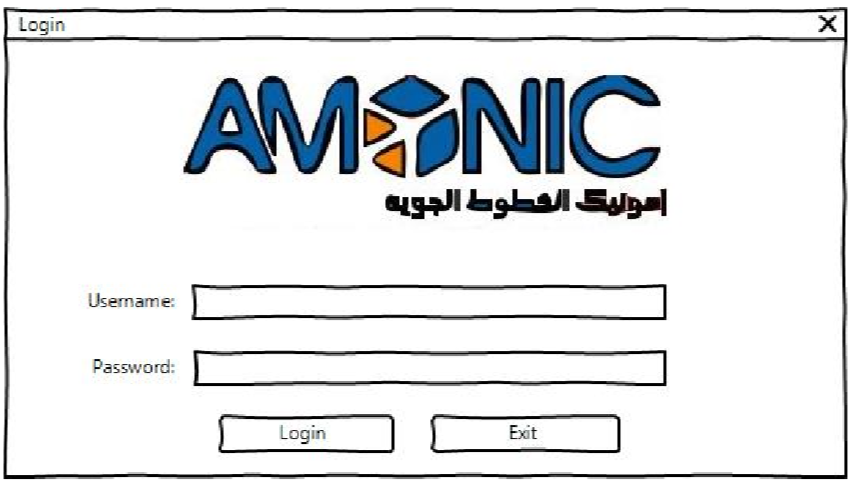 Login
AMONIC
امونيك الخطوط الجويه
Username:
Password:
Login Exit